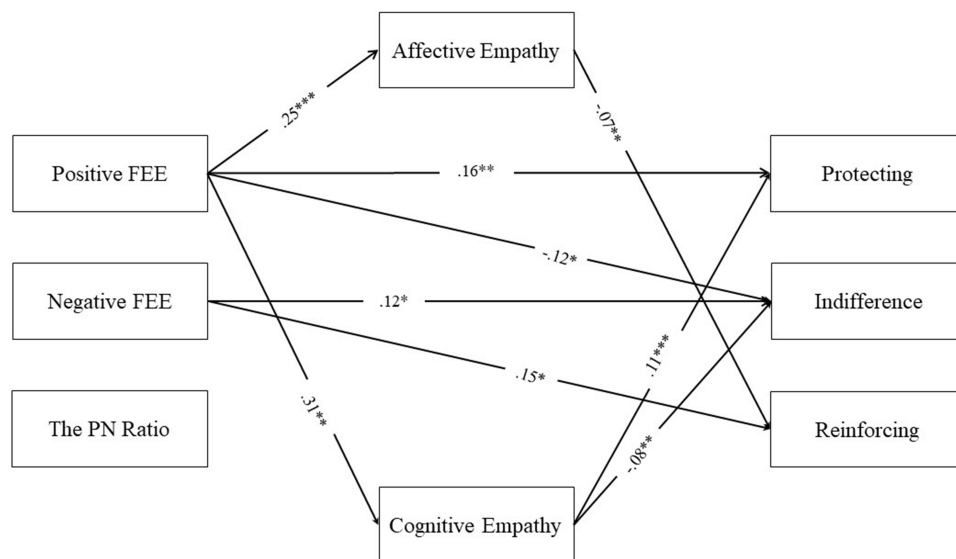 Affective Empathy
.25***
-.07**
Positive FEE
.16**
Protecting
-.12*
Negative FEE
.12*
Indifference
.11***
.15*
.31**
The PN Ratio
Reinforcing
-.08**
Cognitive Empathy